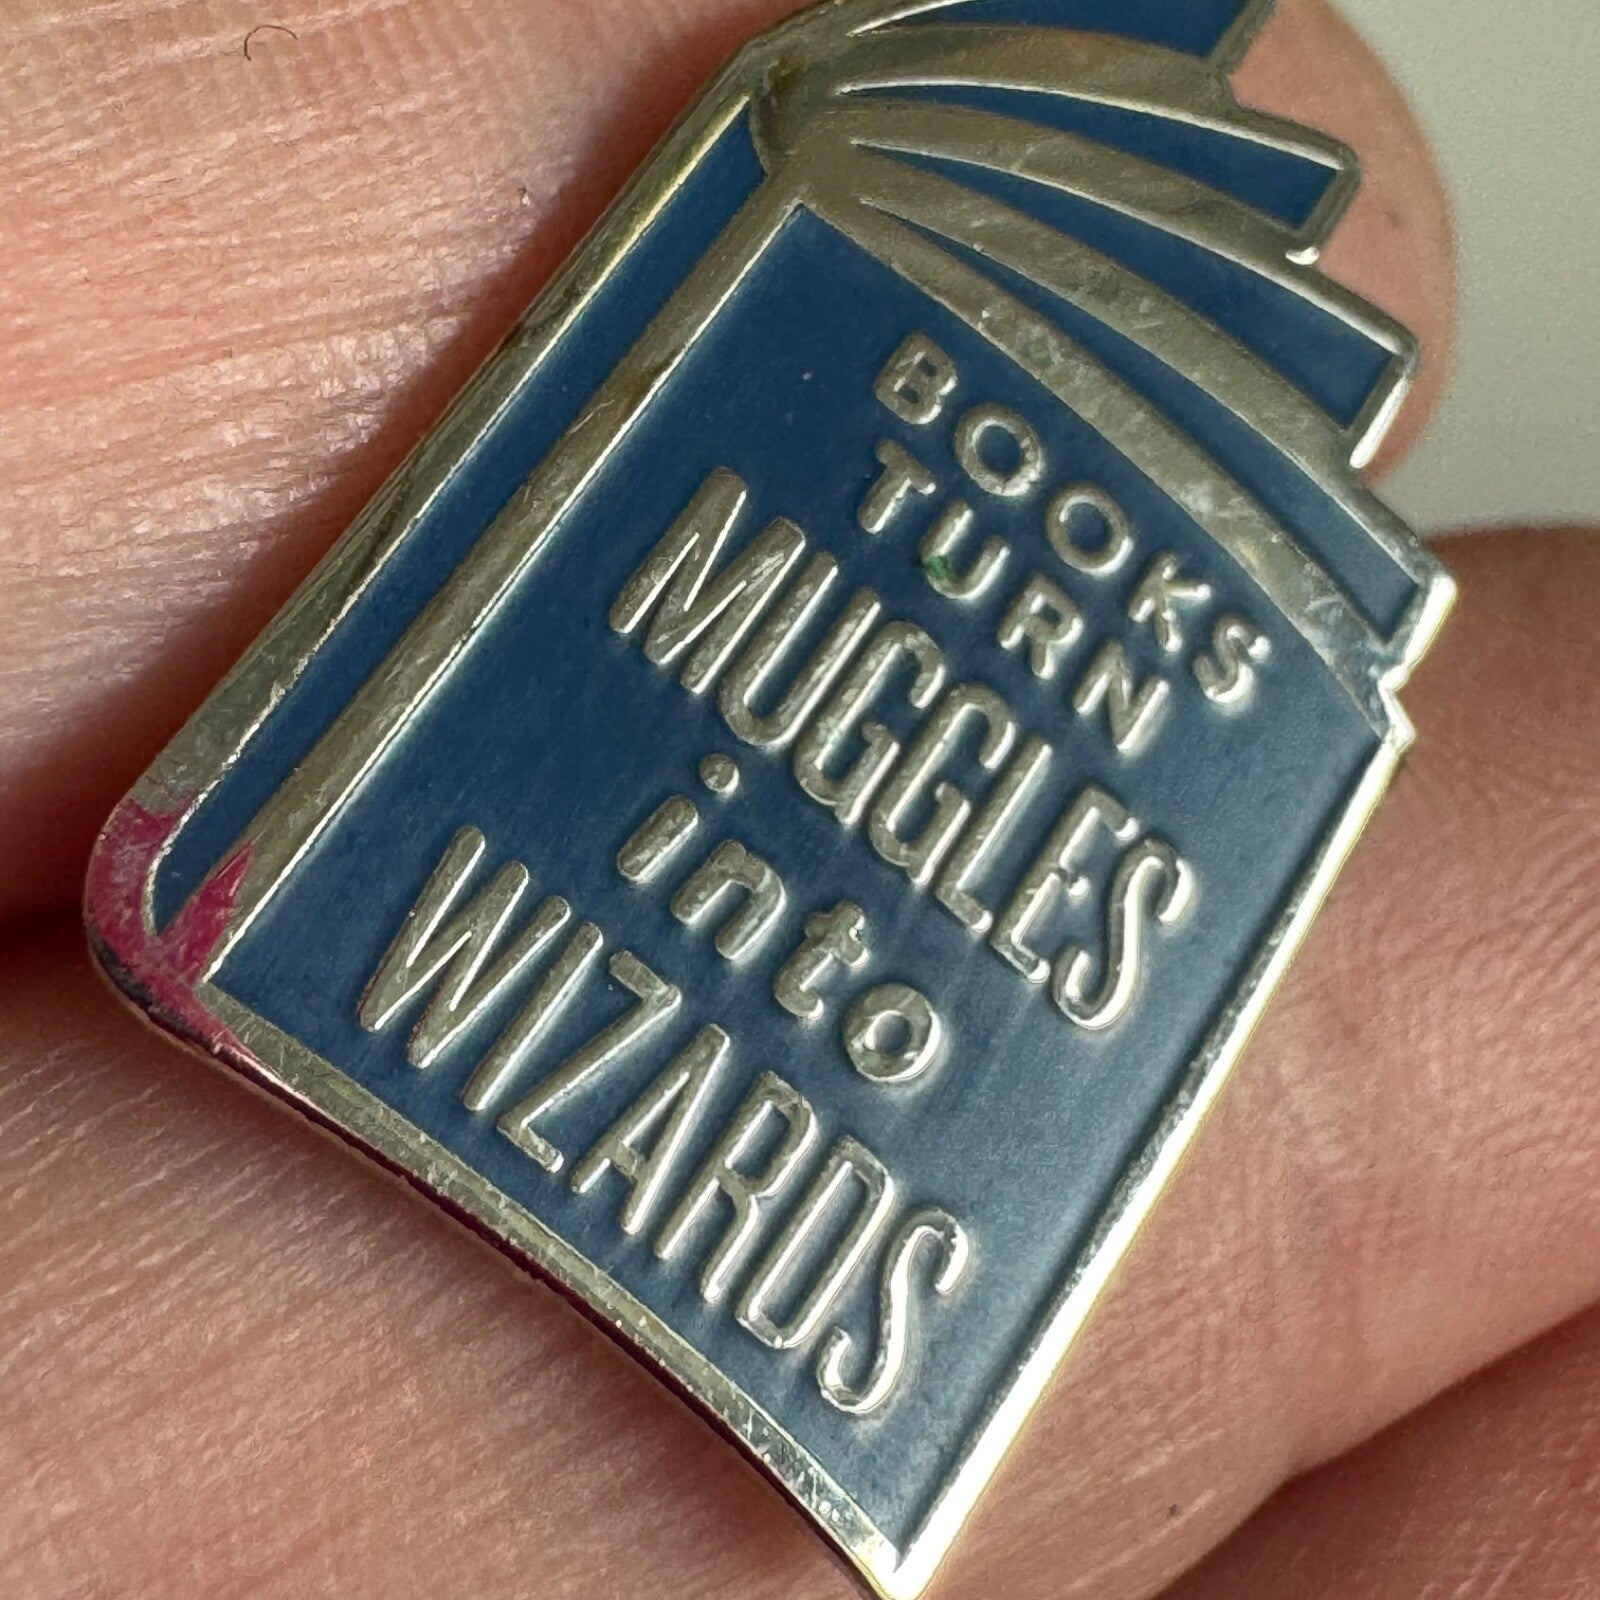 BOOKS
TURN
MUGGLES
into
WIZARDS